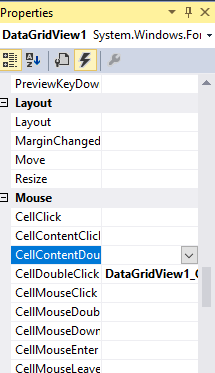 Properties
DataGridView1 System.Windows.For
PreviewKeyDow
Layout
Layout
MarginChanged
Move
Resize
Mouse
CellClick
CellContentClick
CellContentDou
CellDoubleClick DataGridView1_C
CellMouseClick
CellMouseDoub
CellMouseDown
CellMouseEnter
CellMouseLeave